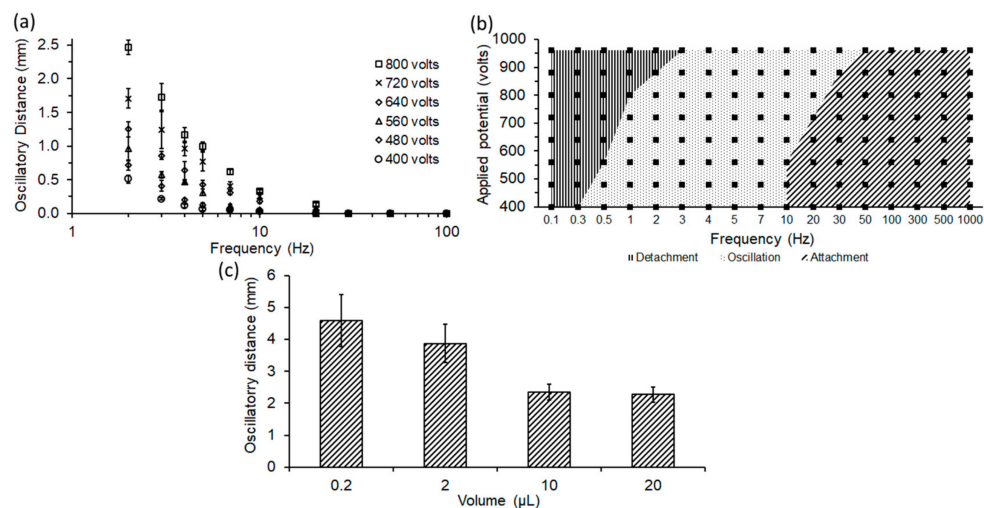 (a)
Oscillatory Distance (mm)
2.5
2.0
1.5
1.0
0.5
0.0
1
10
100
Frequency (Hz)
800 volts
720 volts
640 volts
560 volts
480 volts
400 volts
(b)
Applied potential (volts)
1000
900
800
700
600
500
400
0.1 0.3 0.5 1 2 3 4 5 7 10 20 30 50 100 300 500 1000
Frequency (Hz)
Detachment Oscillation Attachment
(c)
Oscillatorry distance (mm)
6
5
4
3
2
1
0
0.2 2 10 20
Volume (µL)